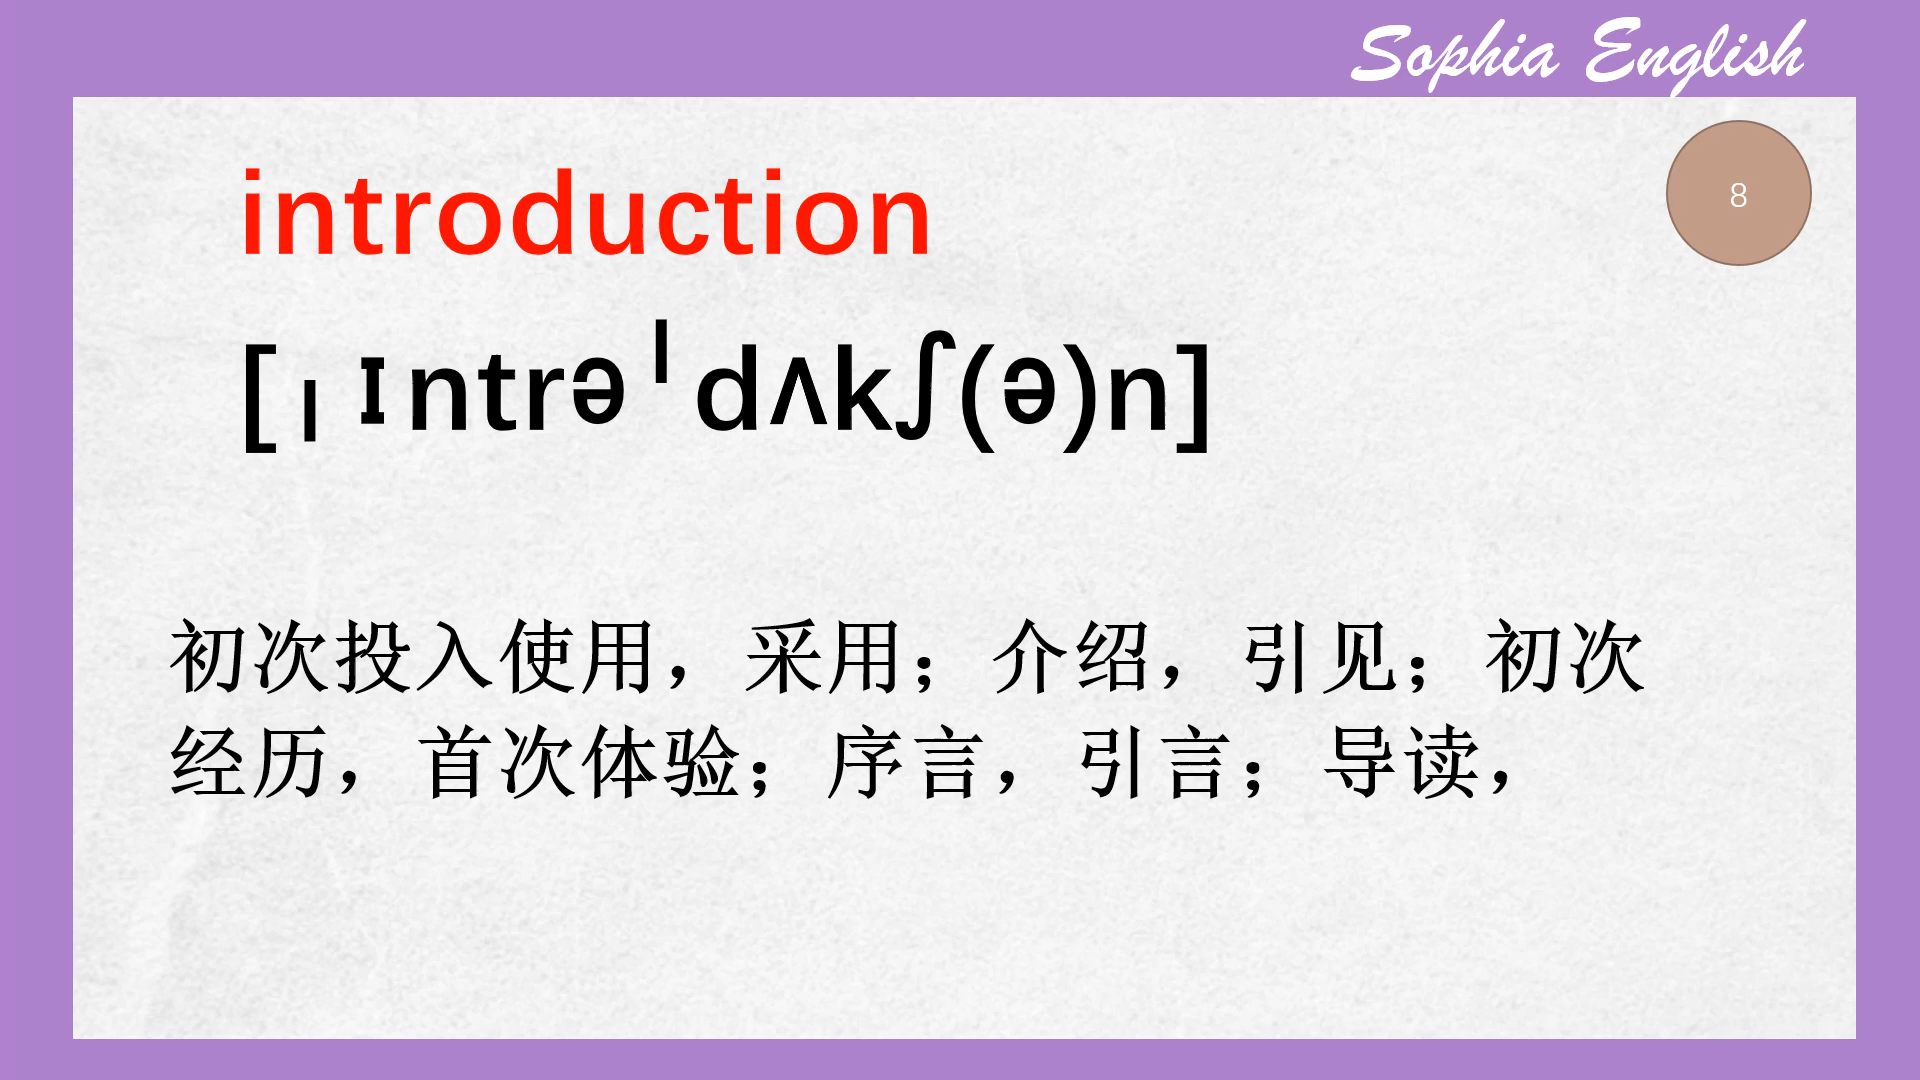 Sophia English
8
introduction
[ˌɪntrəˈdʌkʃ(ə)n]
初次投入使用，采用；介绍，引见；初次
经历，首次体验；序言，引言；导读，